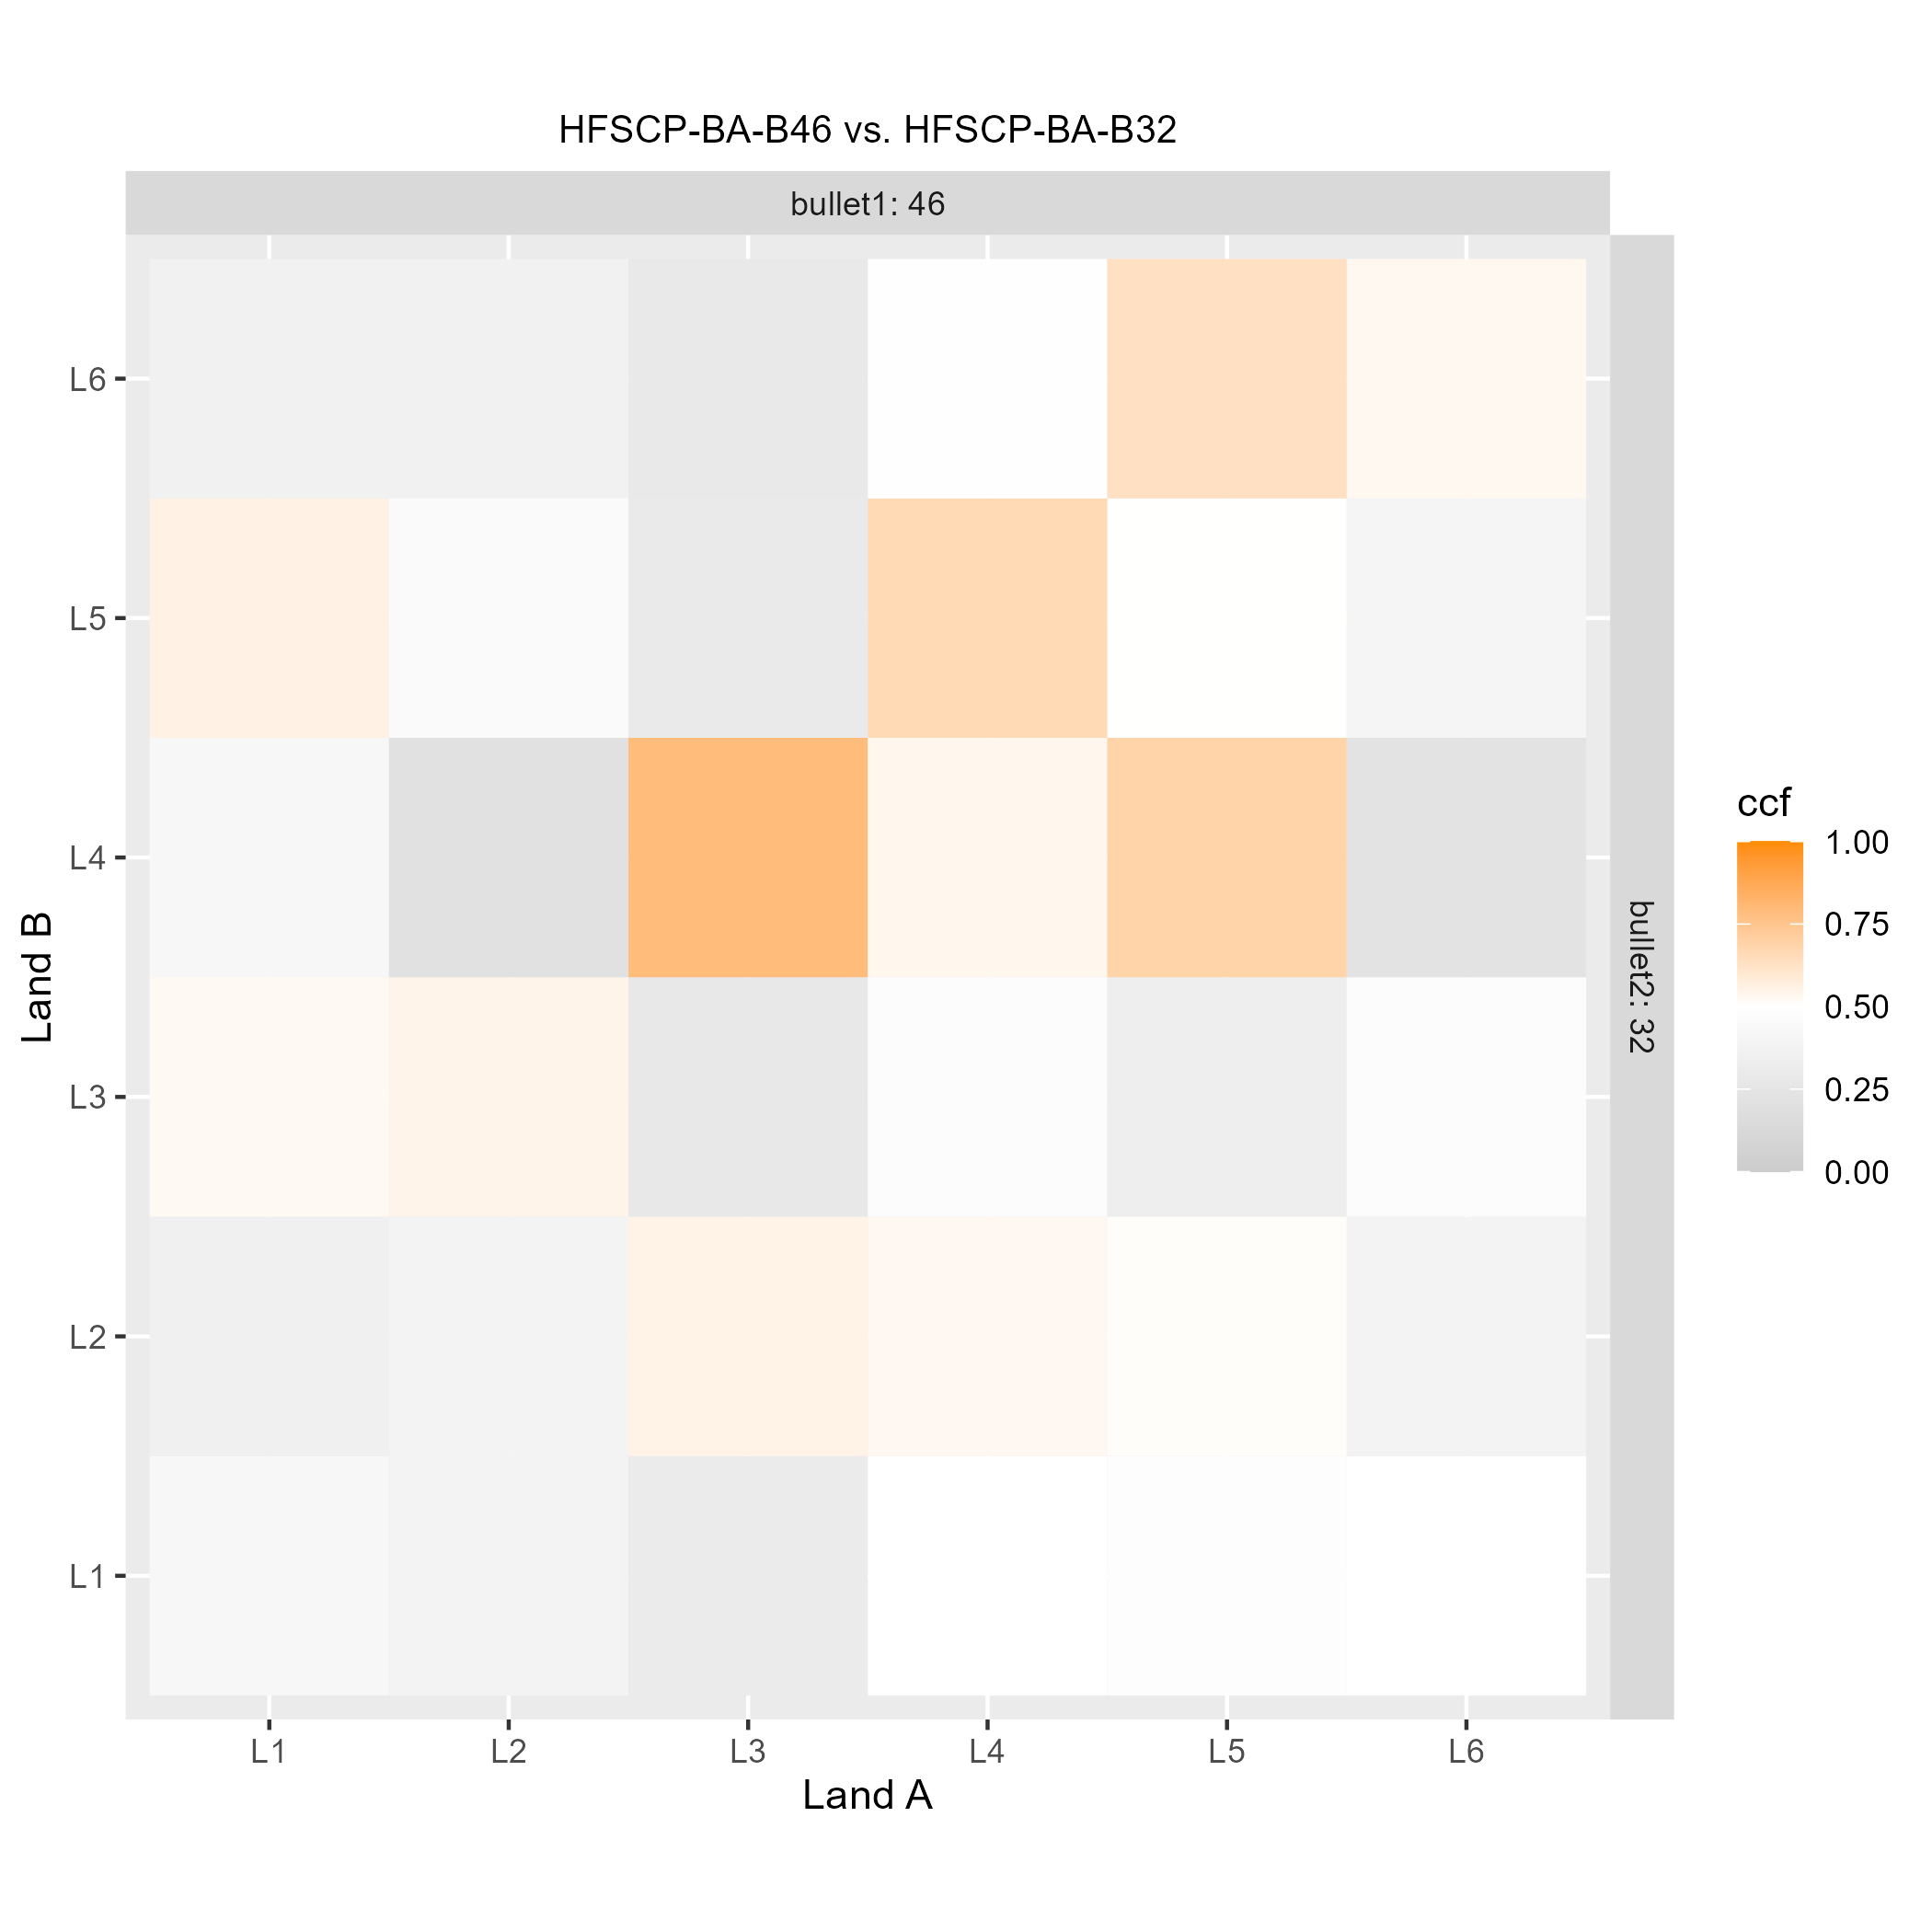 HFSCP-BA-B46 vs. HFSCP-BA-B32
bullet1: 46
L6
L5
L4
L3
L2
L1
Land B
bullet2: 32
L1
L2
L3
L4
L5
L6
Land A
ccf
1.00
0.75
0.50
0.25
0.00